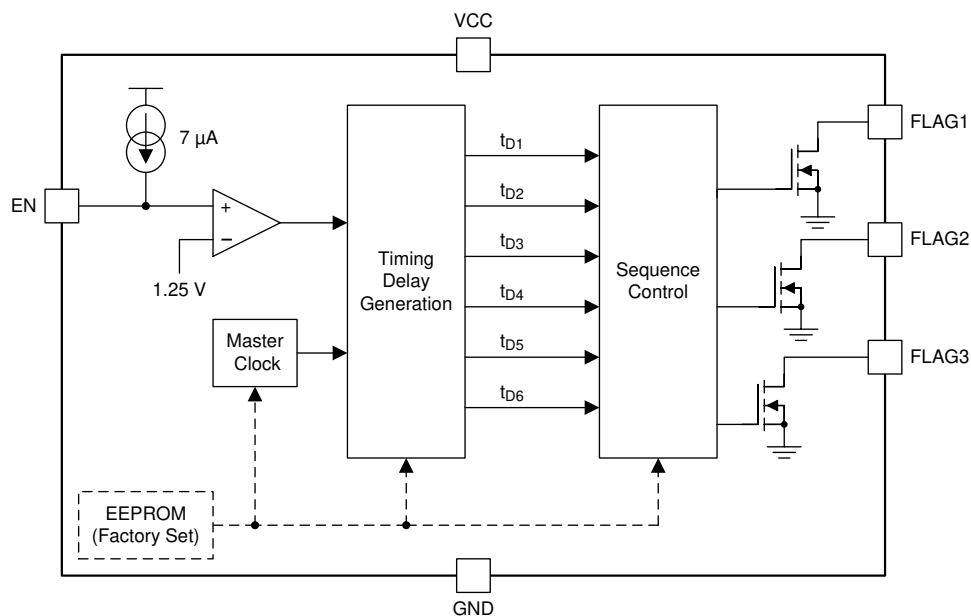 VCC
FLAG1
7 µA
tD1
EN
+
−
tD2
FLAG2
1.25 V
Timing
Delay
Generation
tD3
Sequence
Control
tD4
Master
Clock
tD5
FLAG3
tD6
EEPROM
(Factory Set)
GND